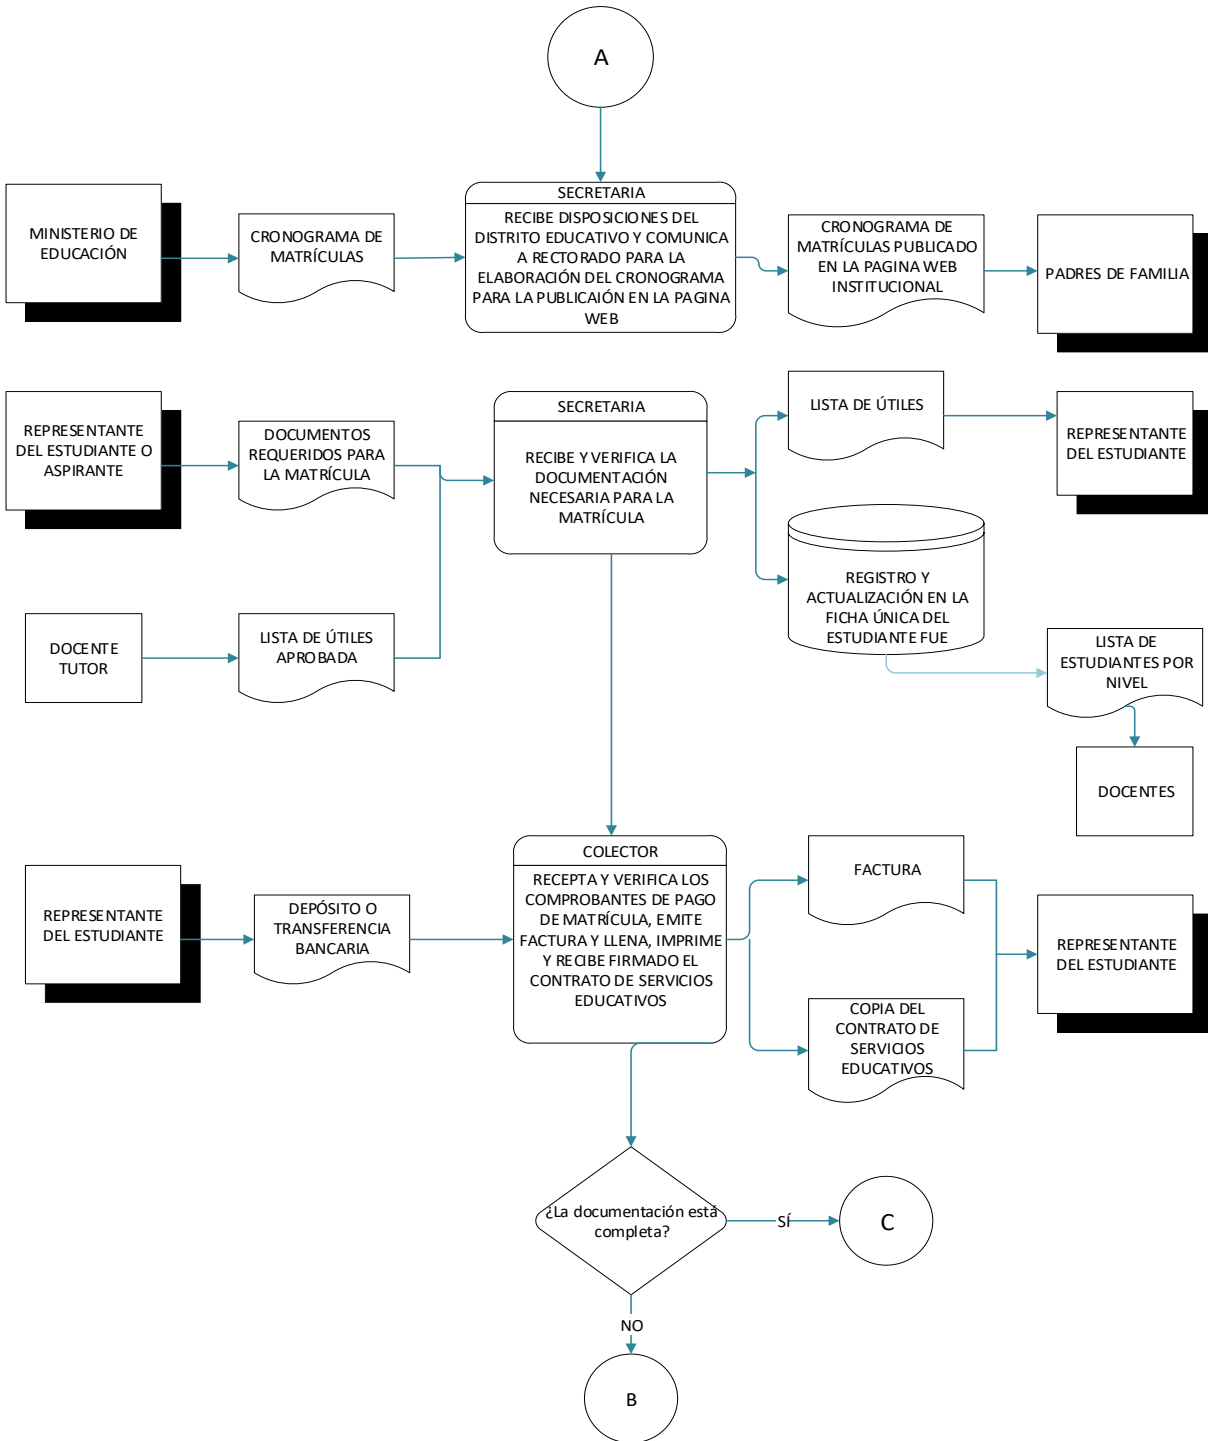 A
MINISTERIO DE
EDUCACIÓN
CRONOGRAMA DE
MATRÍCULAS
SECRETARIA
RECIBE DISPOSICIONES DEL
DISTRITO EDUCATIVO Y COMUNICA
A RECTORADO PARA LA
ELABORACIÓN DEL CRONOGRAMA
PARA LA PUBLICAIÓN EN LA PAGINA
WEB
CRONOGRAMA DE
MATRÍCULAS PUBLICADO
EN LA PAGINA WEB
INSTITUCIONAL
PADRES DE FAMILIA
REPRESENTANTE
DEL ESTUDIANTE O
ASPIRANTE
DOCUMENTOS
REQUERIDOS PARA
LA MATRÍCULA
SECRETARIA
RECIBE Y VERIFICA LA
DOCUMENTACIÓN
NECESARIA PARA LA
MATRÍCULA
LISTA DE ÚTILES
REPRESENTANTE
DEL ESTUDIANTE
REGISTRO Y
ACTUALIZACIÓN EN LA
FICHA ÚNICA DEL
ESTUDIANTE FUE
DOCENTE
TUTOR
LISTA DE ÚTILES
APROBADA
LISTA DE
ESTUDIANTES POR
NIVEL
DOCENTES
REPRESENTANTE
DEL ESTUDIANTE
DEPÓSITO O
TRANSFERENCIA
BANCARIA
COLECTOR
RECEPTA Y VERIFICA LOS
COMPROBANTES DE PAGO
DE MATRÍCULA, EMITE
FACTURA Y LLENA, IMPRIME
Y RECIBE FIRMADO EL
CONTRATO DE SERVICIOS
EDUCATIVOS
FACTURA
COPIA DEL
CONTRATO DE
SERVICIOS
EDUCATIVOS
REPRESENTANTE
DEL ESTUDIANTE
¿La documentación está
completa?
SÍ
C
NO
B